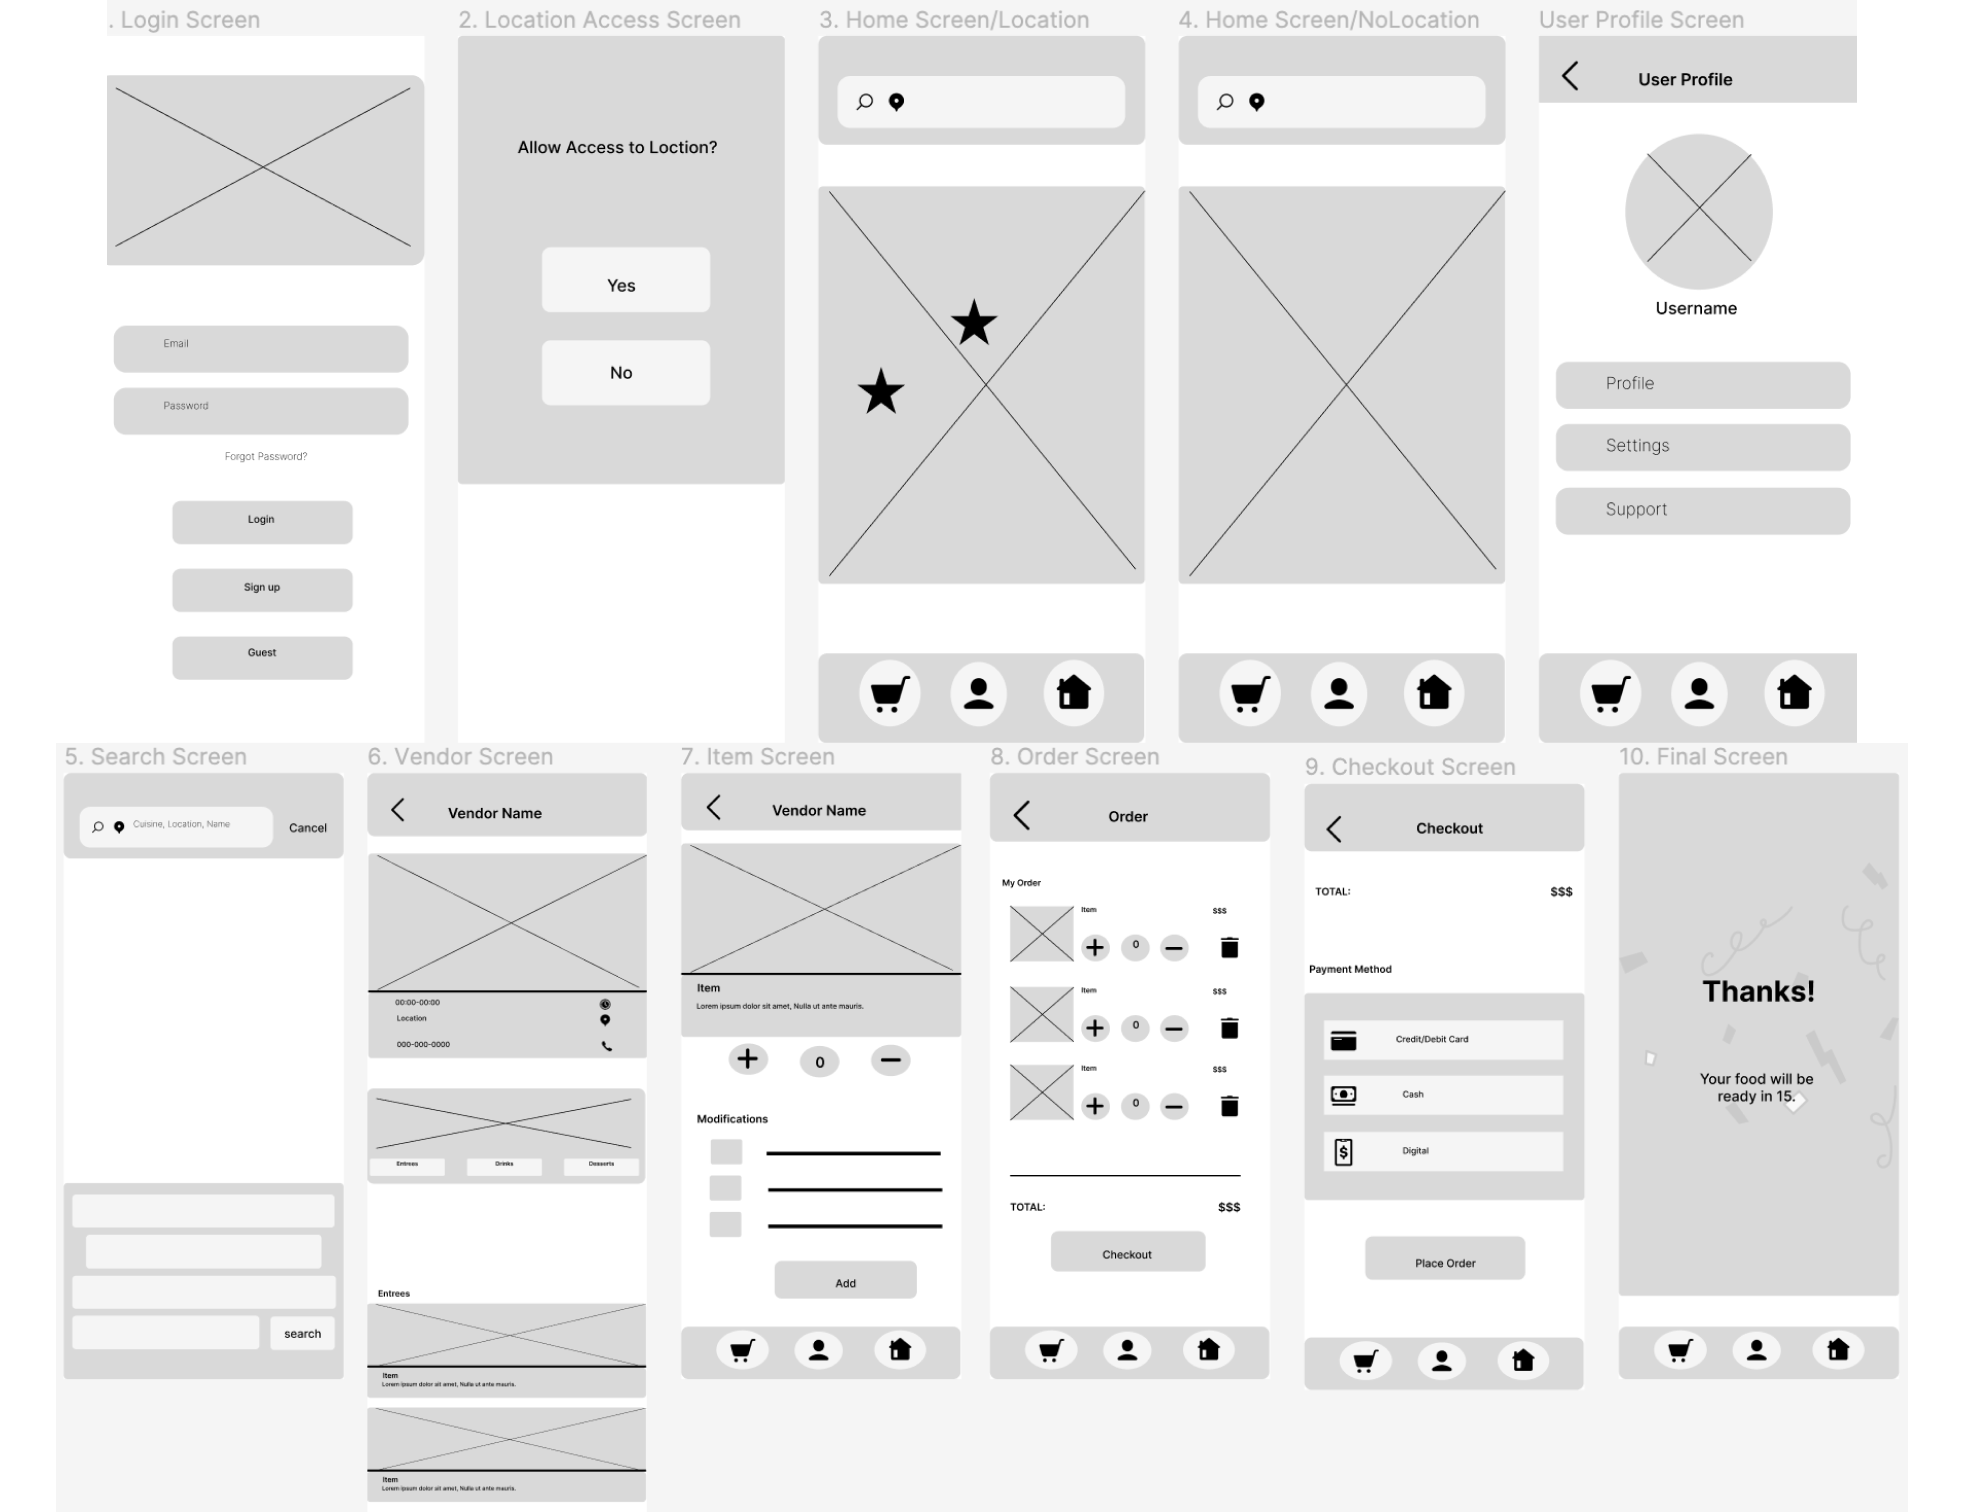 . Login Screen
2. Location Access Screen
3. Home Screen/Location
4. Home Screen/NoLocation
User Profile Screen
Email
Password
Forgot Password?
Login
Sign up
Guest
Allow Access to Loction?
Yes
No
User Profile
Username
Profile
Settings
Support
5. Search Screen
6. Vendor Screen
7. Item Screen
8. Order Screen
9. Checkout Screen
10. Final Screen
Cuisine, Location, Name
Cancel
search
Vendor Name
00:00-00:00
Location
000-000-0000
Entrees
Drinks
Desserts
Entrees
Item
Lorem ipsum dolor sit amet, Nulla ut ante mauris.
Item
Lorem ipsum dolor sit amet, Nulla ut ante mauris.
Vendor Name
Item
Lorem ipsum dolor sit amet, Nulla ut ante mauris.
0
Modifications
Add
Order
My Order
Item
$$$
0
Item
$$$
0
Item
$$$
0
TOTAL:
$$$
Checkout
Checkout
TOTAL:
$$$
Payment Method
Credit/Debit Card
Cash
$
Digital
Place Order
Thanks!
Your food will be
ready in 15.